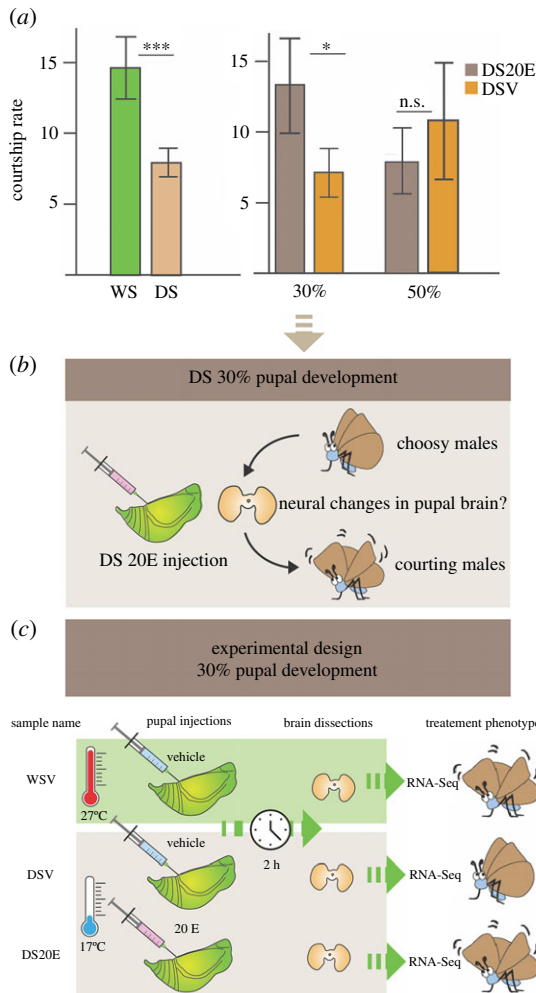 (a)
***
*
n.s.
DS20E
DSV
courtship rate
15
10
5
15
10
5
WS DS
30% 50%
(b)
DS 30% pupal development
choosy males
neural changes in pupal brain?
DS 20E injection
courting males
(c)
experimental design
30% pupal development
sample name pupal injections brain dissections treatement phenotype
WSV
27ºC
vehicle
RNA-Seq
2 h
DSV
vehicle
RNA-Seq
17ºC
DS20E
20 E
RNA-Seq